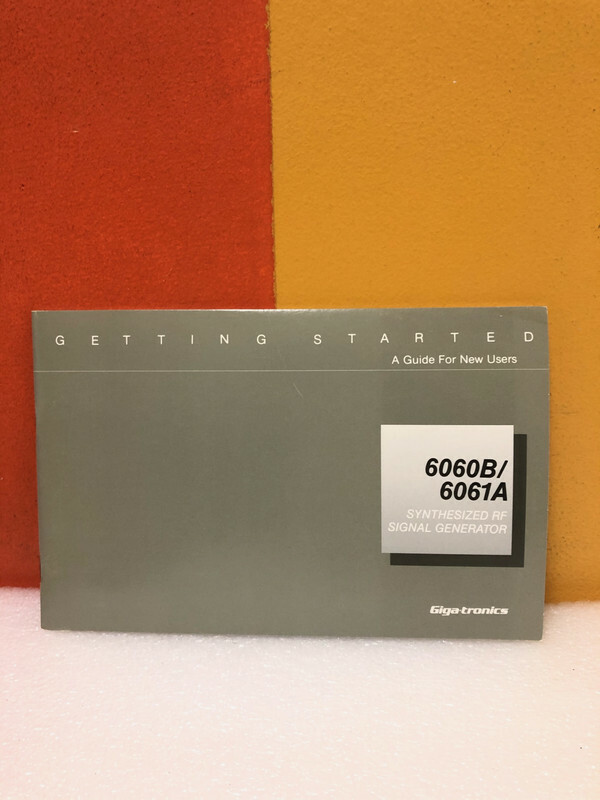 GETTING STARTED
A Guide For New Users
6060B/
6061A
SYNTHESIZED RF
SIGNAL GENERATOR
Giga-tronics